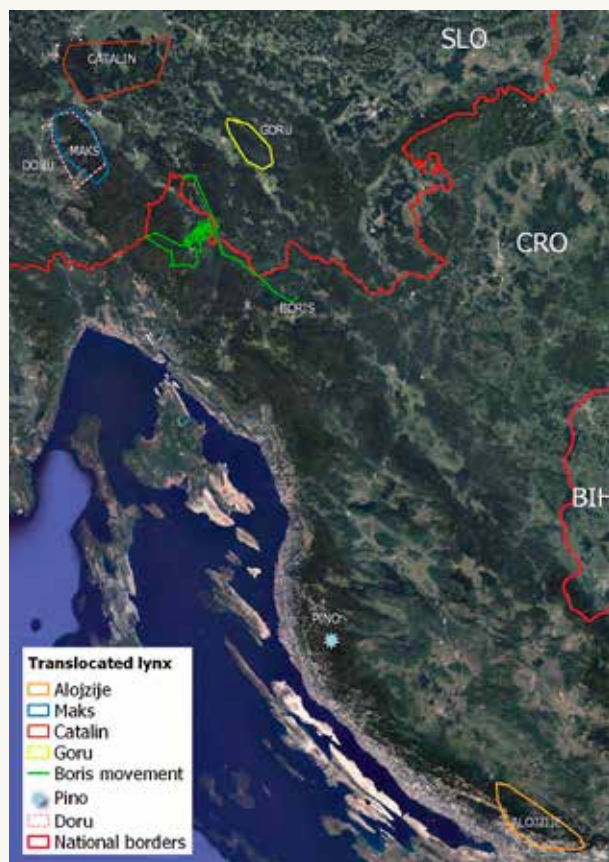 SLO
CATALIN
GORU
MAKS
DORU
CRO
BORIS
BIH
PINO
ALOJZIJE
Translocated lynx
Alojzije
Maks
Catalin
Goru
Boris movement
Pino
Doru
National borders